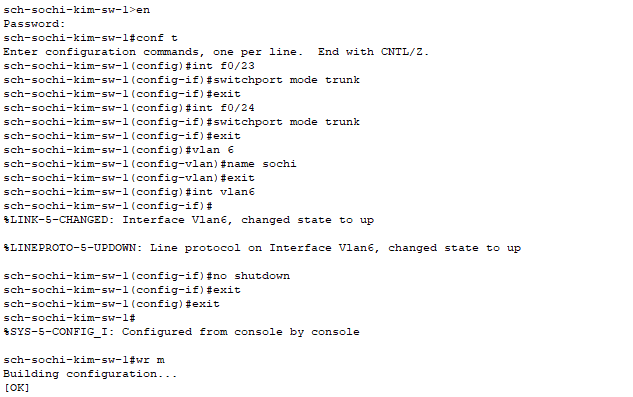 sch-sochi-kim-sw-1>en
Password:
sch-sochi-kim-sw-1#conf t
Enter configuration commands, one per line.  End with CNTL/Z.
sch-sochi-kim-sw-1(config)#int f0/23
sch-sochi-kim-sw-1(config-if)#switchport mode trunk
sch-sochi-kim-sw-1(config-if)#exit
sch-sochi-kim-sw-1(config)#int f0/24
sch-sochi-kim-sw-1(config-if)#switchport mode trunk
sch-sochi-kim-sw-1(config-if)#exit
sch-sochi-kim-sw-1(config)#vlan 6
sch-sochi-kim-sw-1(config-vlan)#name sochi
sch-sochi-kim-sw-1(config-vlan)#exit
sch-sochi-kim-sw-1(config)#int vlan6
sch-sochi-kim-sw-1(config-if)#
%LINK-5-CHANGED: Interface Vlan6, changed state to up
%LINEPROTO-5-UPDOWN: Line protocol on Interface Vlan6, changed state to up
sch-sochi-kim-sw-1(config-if)#no shutdown
sch-sochi-kim-sw-1(config-if)#exit
sch-sochi-kim-sw-1(config)#exit
sch-sochi-kim-sw-1#
%SYS-5-CONFIG_I: Configured from console by console
sch-sochi-kim-sw-1#wr m
Building configuration...
[OK]